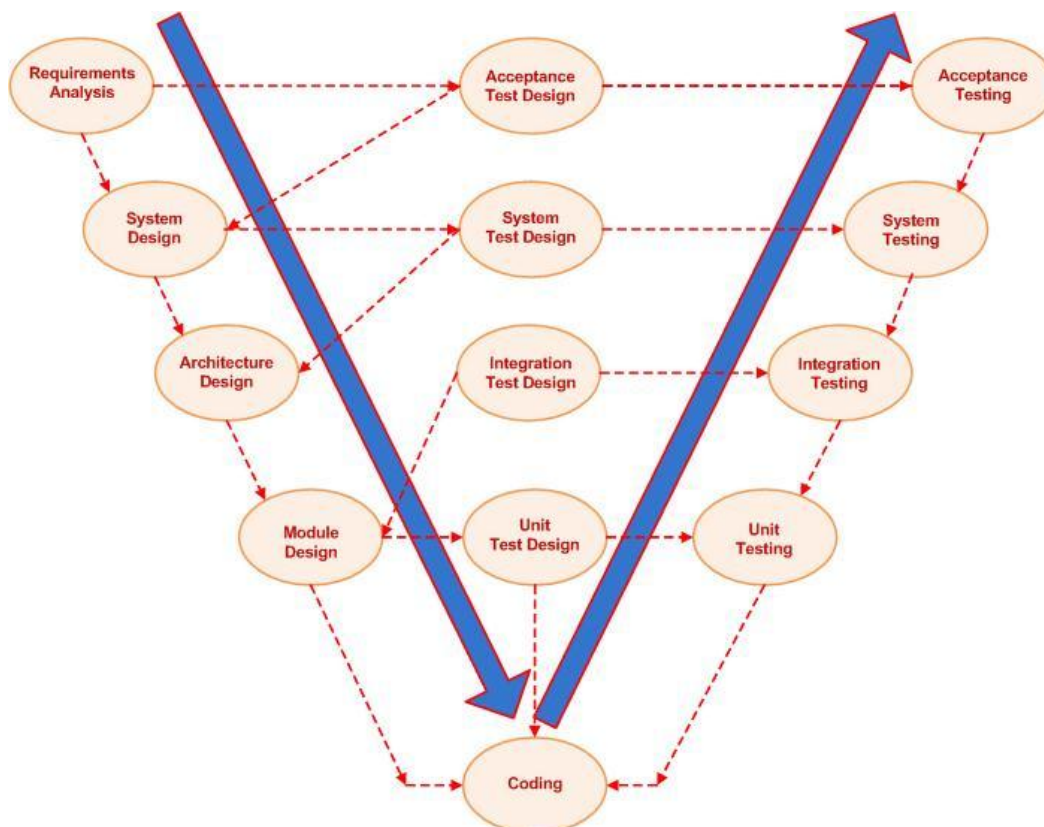 Requirements
Analysis
Acceptance
Test Design
Acceptance
Testing
System
Design
System
Test Design
System
Testing
Architecture
Design
Integration
Test Design
Integration
Testing
Module
Design
Unit
Test Design
Unit
Testing
Coding